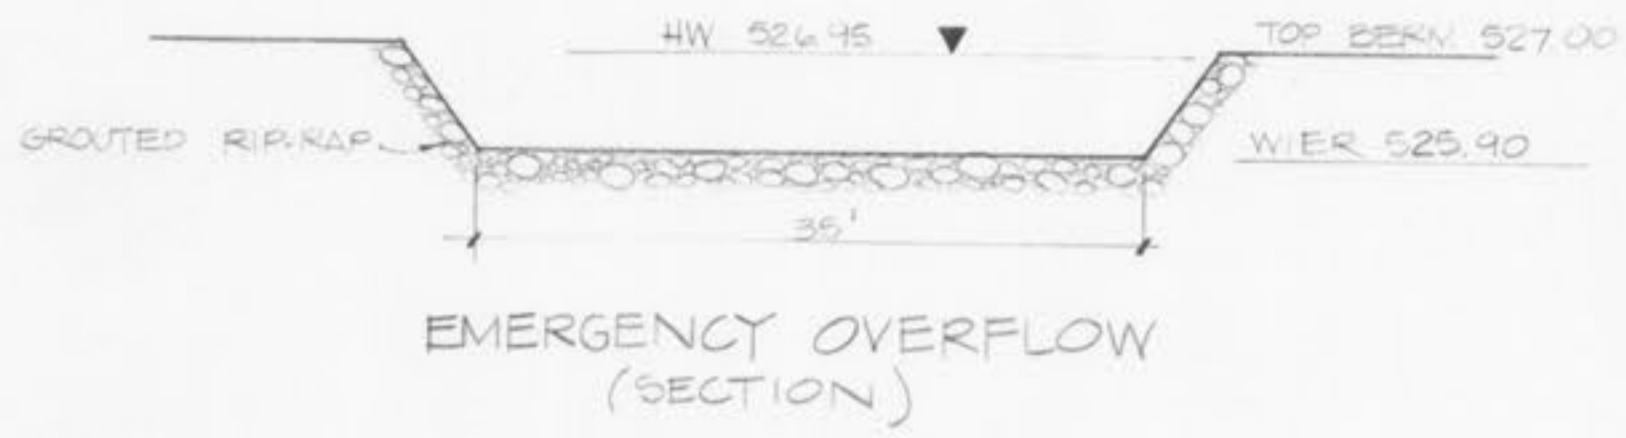 HW 526.95
TOP BERM 527.00
GROUTED RIP-RAP
WIER 525.90
35'
EMERGENCY OVERFLOW
(SECTION)